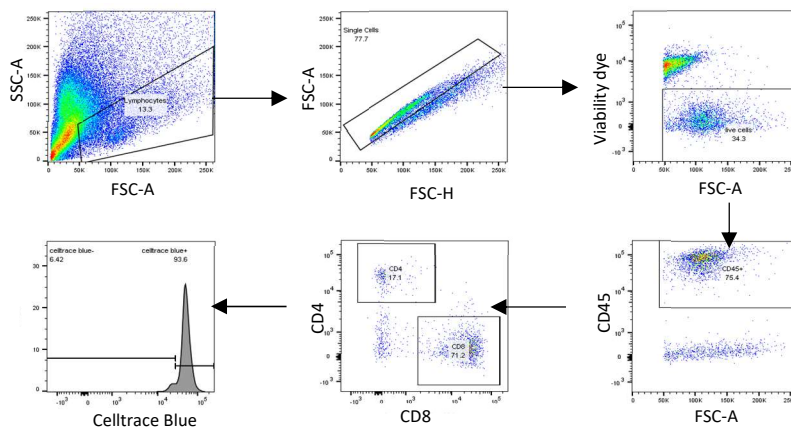 250K
200K
150K
100K
50K
0
SSC-A
Lymphocytes
13.3
0 50K 100K 150K 200K 250K
FSC-A
250K
200K
150K
100K
50K
0
FSC-A
Single Cells
77.7
0 50K 100K 150K 200K 250K
FSC-H
10^5
10^4
10^3
0
-10^3
Viability dye
live cells
34.3
0 50K 100K 150K 200K 250K
FSC-A
30
20
10
0
celltrace blue-
6.42
celltrace blue+
93.6
-10^3 0 10^3 10^4 10^5
Celltrace Blue
10^5
10^4
10^3
0
-10^3
CD4
CD4
17.1
CD8
71.2
-10^3 0 10^3 10^4 10^5
CD8
10^5
10^4
10^3
0
-10^3
CD45
CD45+
75.4
0 50K 100K 150K 200K 250K
FSC-A